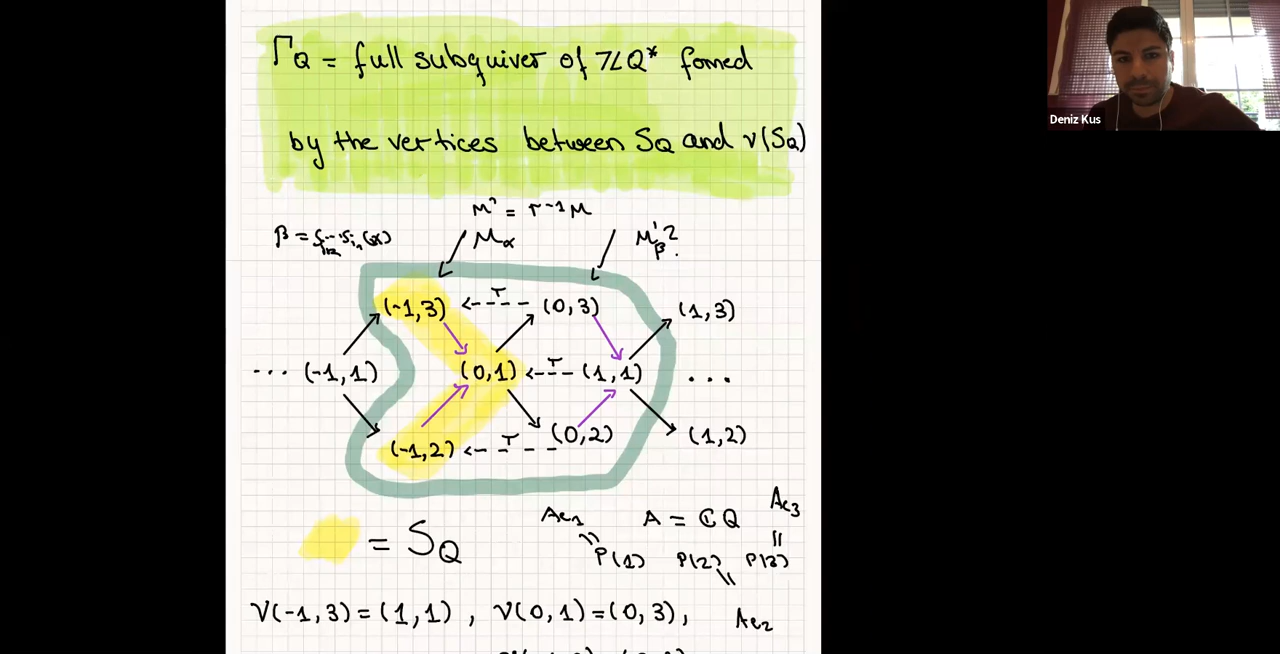 Γ_Q = full subquiver of ZQ* fomed
by the vertices between S_Q and ν(S_Q)
M' = τ^-1 M
M_α
M'_β ?
(-1,3) <--- τ (0,3) (1,3)
... (-1,1) (0,1) <--- τ (1,1) ...
(-1,2) <--- τ (0,2) (1,2)
Ae_1 A = ℂQ Ae_3
= S_Q
P(1) P(2) P(3)
ν(-1,3) = (1,1) , ν(0,1) = (0,3),
Ae_2
Deniz Kus